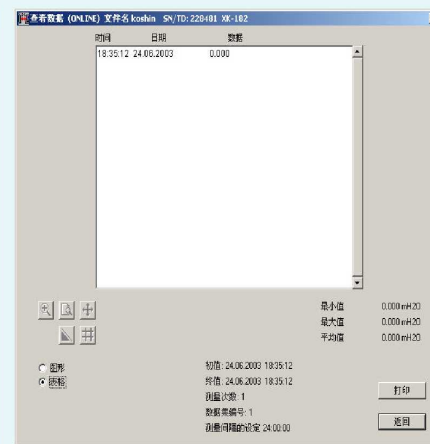 查看数据 (ONLINE) 文件名 koshin SN/TD: 228401 XK-182
时间 日期 数据
18:35:12 24.06.2003 0.000
最小值 0.000 mH2O
最大值 0.000 mH2O
平均值 0.000 mH2O
图形
表格
初值: 24.06.2003 18:35:12
终值: 24.06.2003 18:35:12
测量次数: 1
数据集编号: 1
测量间隔的设定 24:00:00
打印
返回